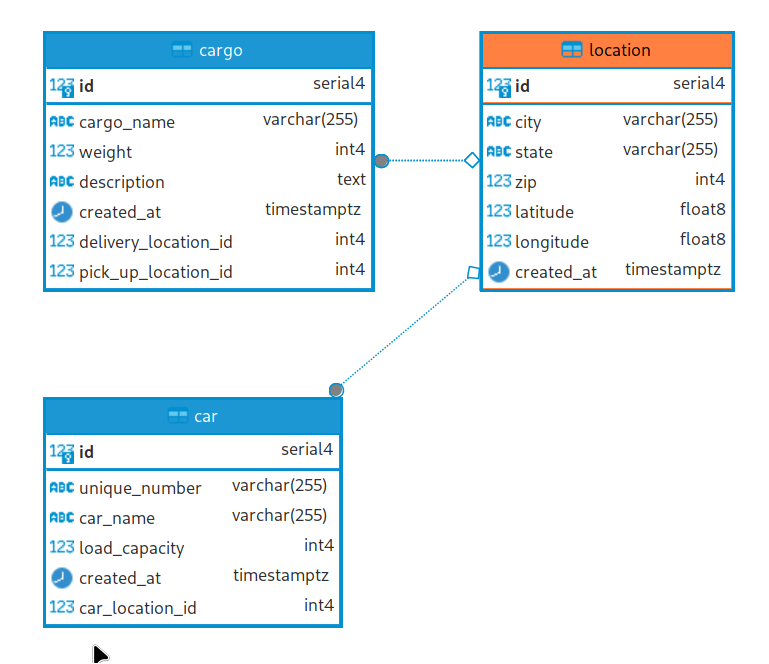 cargo
123 id serial4
ABC cargo_name varchar(255)
123 weight int4
ABC description text
created_at timestamptz
123 delivery_location_id int4
123 pick_up_location_id int4
location
123 id serial4
ABC city varchar(255)
ABC state varchar(255)
123 zip int4
123 latitude float8
123 longitude float8
created_at timestamptz
car
123 id serial4
ABC unique_number varchar(255)
ABC car_name varchar(255)
123 load_capacity int4
created_at timestamptz
123 car_location_id int4